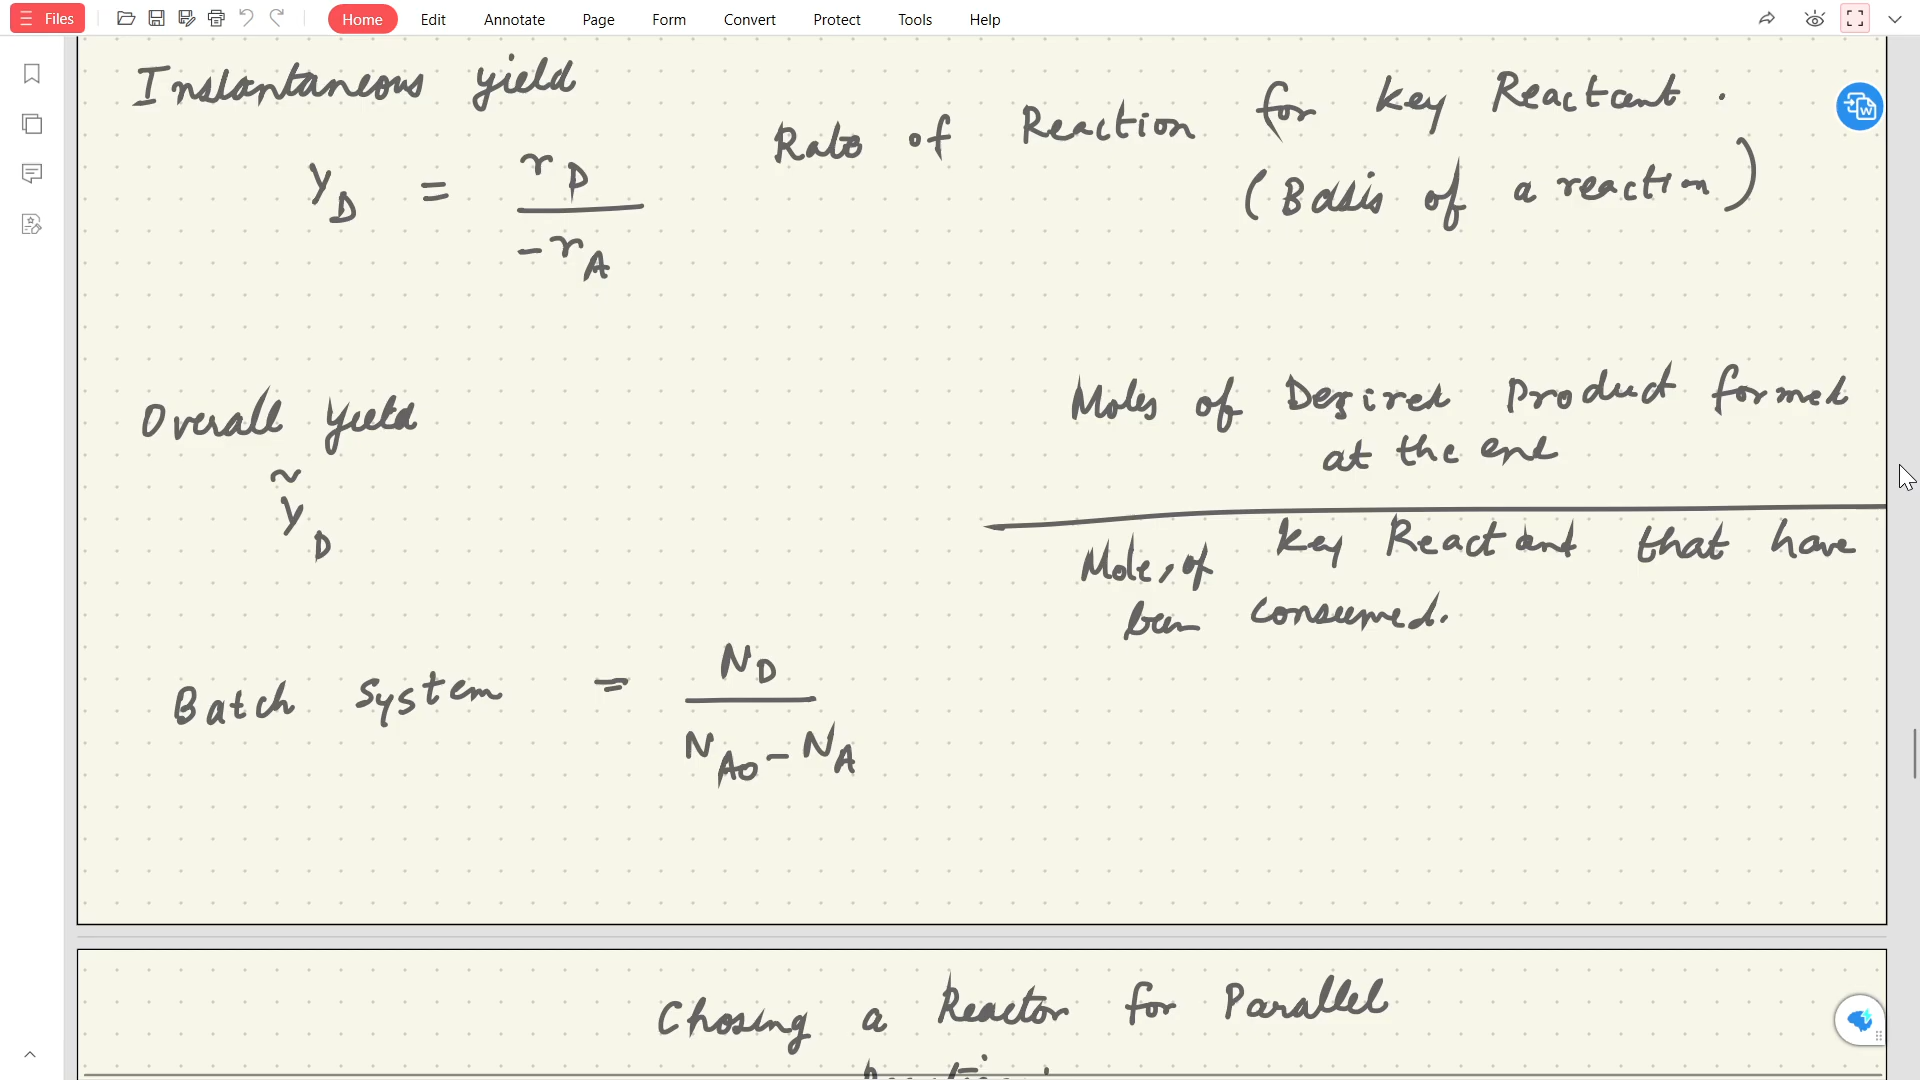 Files Home Edit Annotate Page Form Convert Protect Tools Help
Instantaneous yield
Rate of Reaction for key Reactant.
(Basis of a reaction)
Y_D = r_D / -r_A
Overall yield
Ỹ_D
Moles of Desired Product formed
at the end
Moles of key Reactant that have
been consumed.
Batch system = N_D / N_A0 - N_A
Chosing a Reactor for Parallel
W